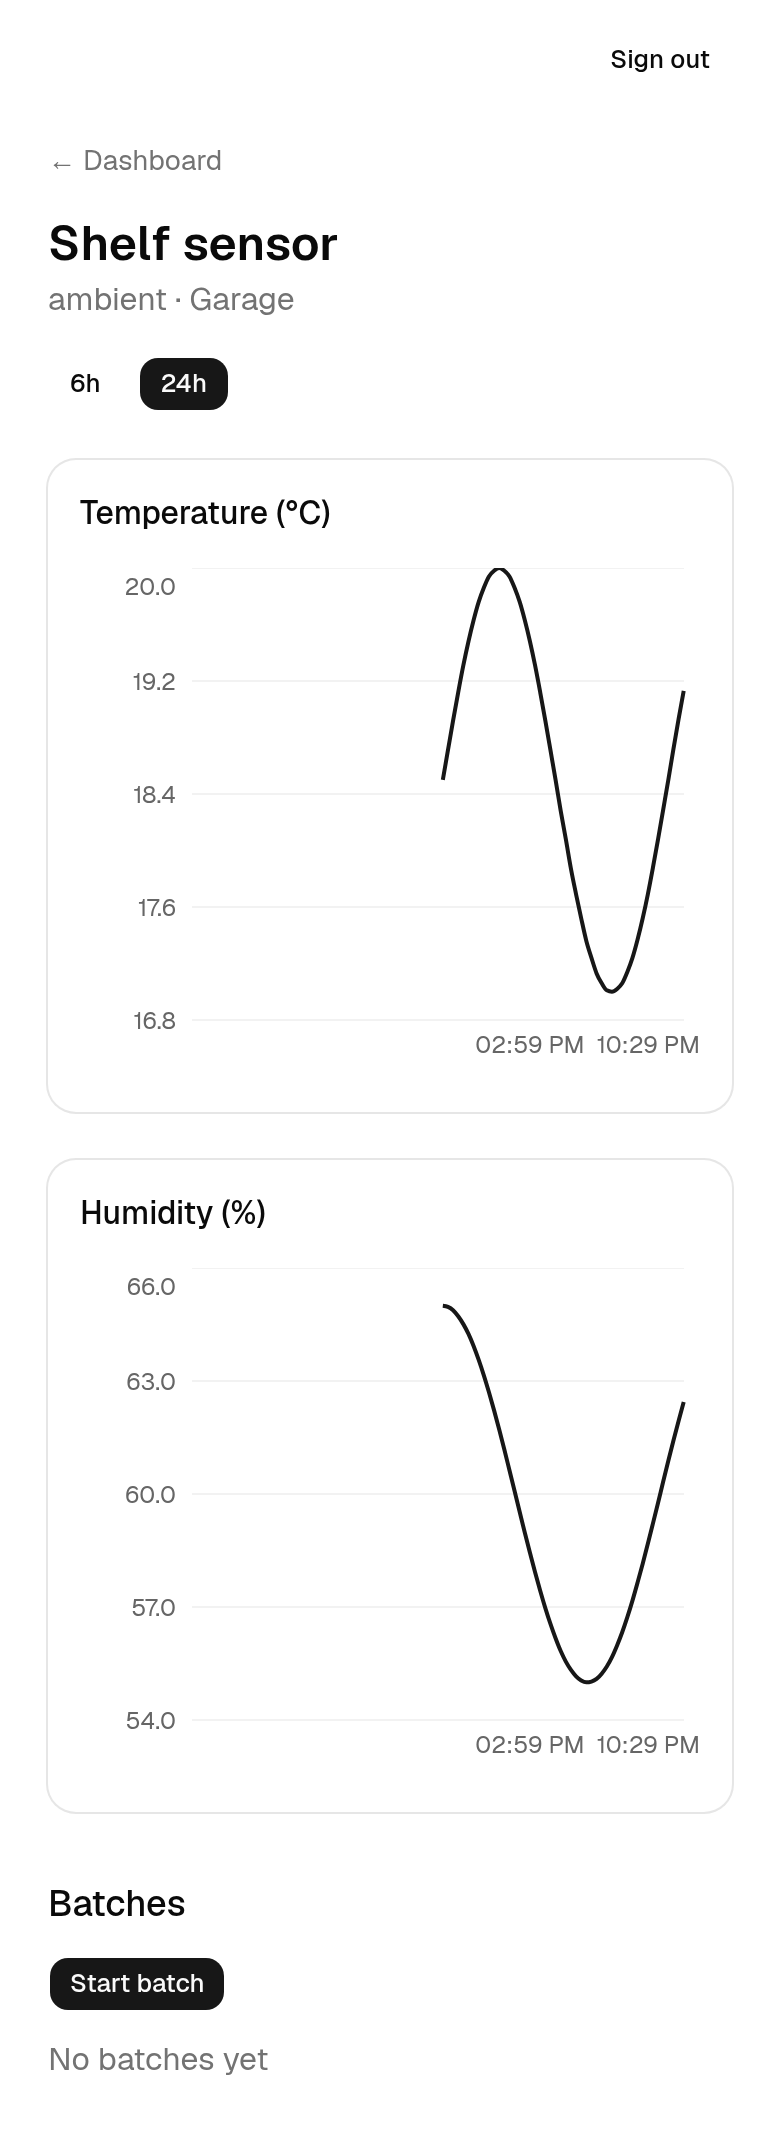 Sign out
← Dashboard
Shelf sensor
ambient · Garage
6h 24h
Temperature (°C)
20.0
19.2
18.4
17.6
16.8
02:59 PM 10:29 PM
Humidity (%)
66.0
63.0
60.0
57.0
54.0
02:59 PM 10:29 PM
Batches
Start batch
No batches yet